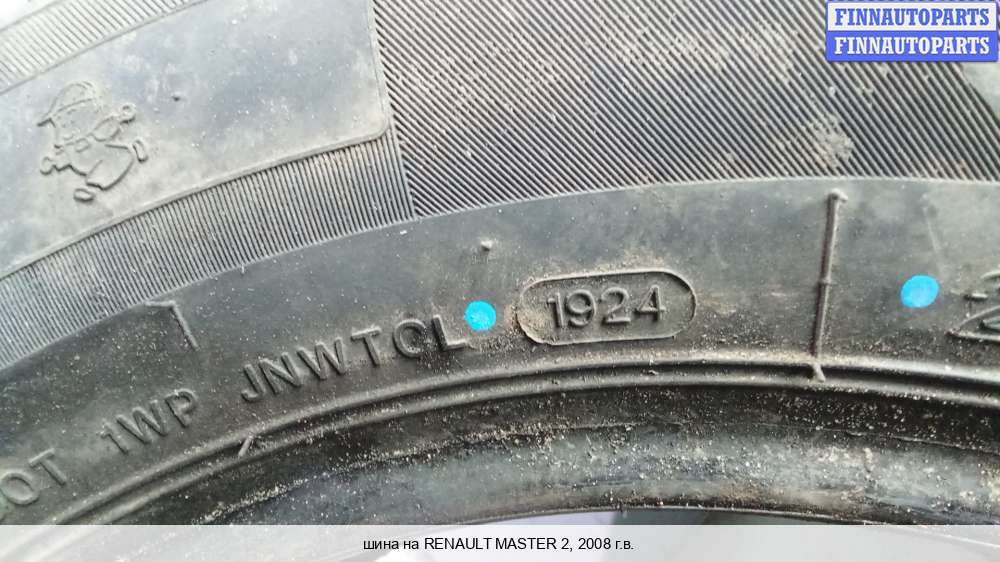 FINNAUTOPARTS
FINNAUTOPARTS
DOT 1WP JNWTCL 1924
шина на RENAULT MASTER 2, 2008 г.в.